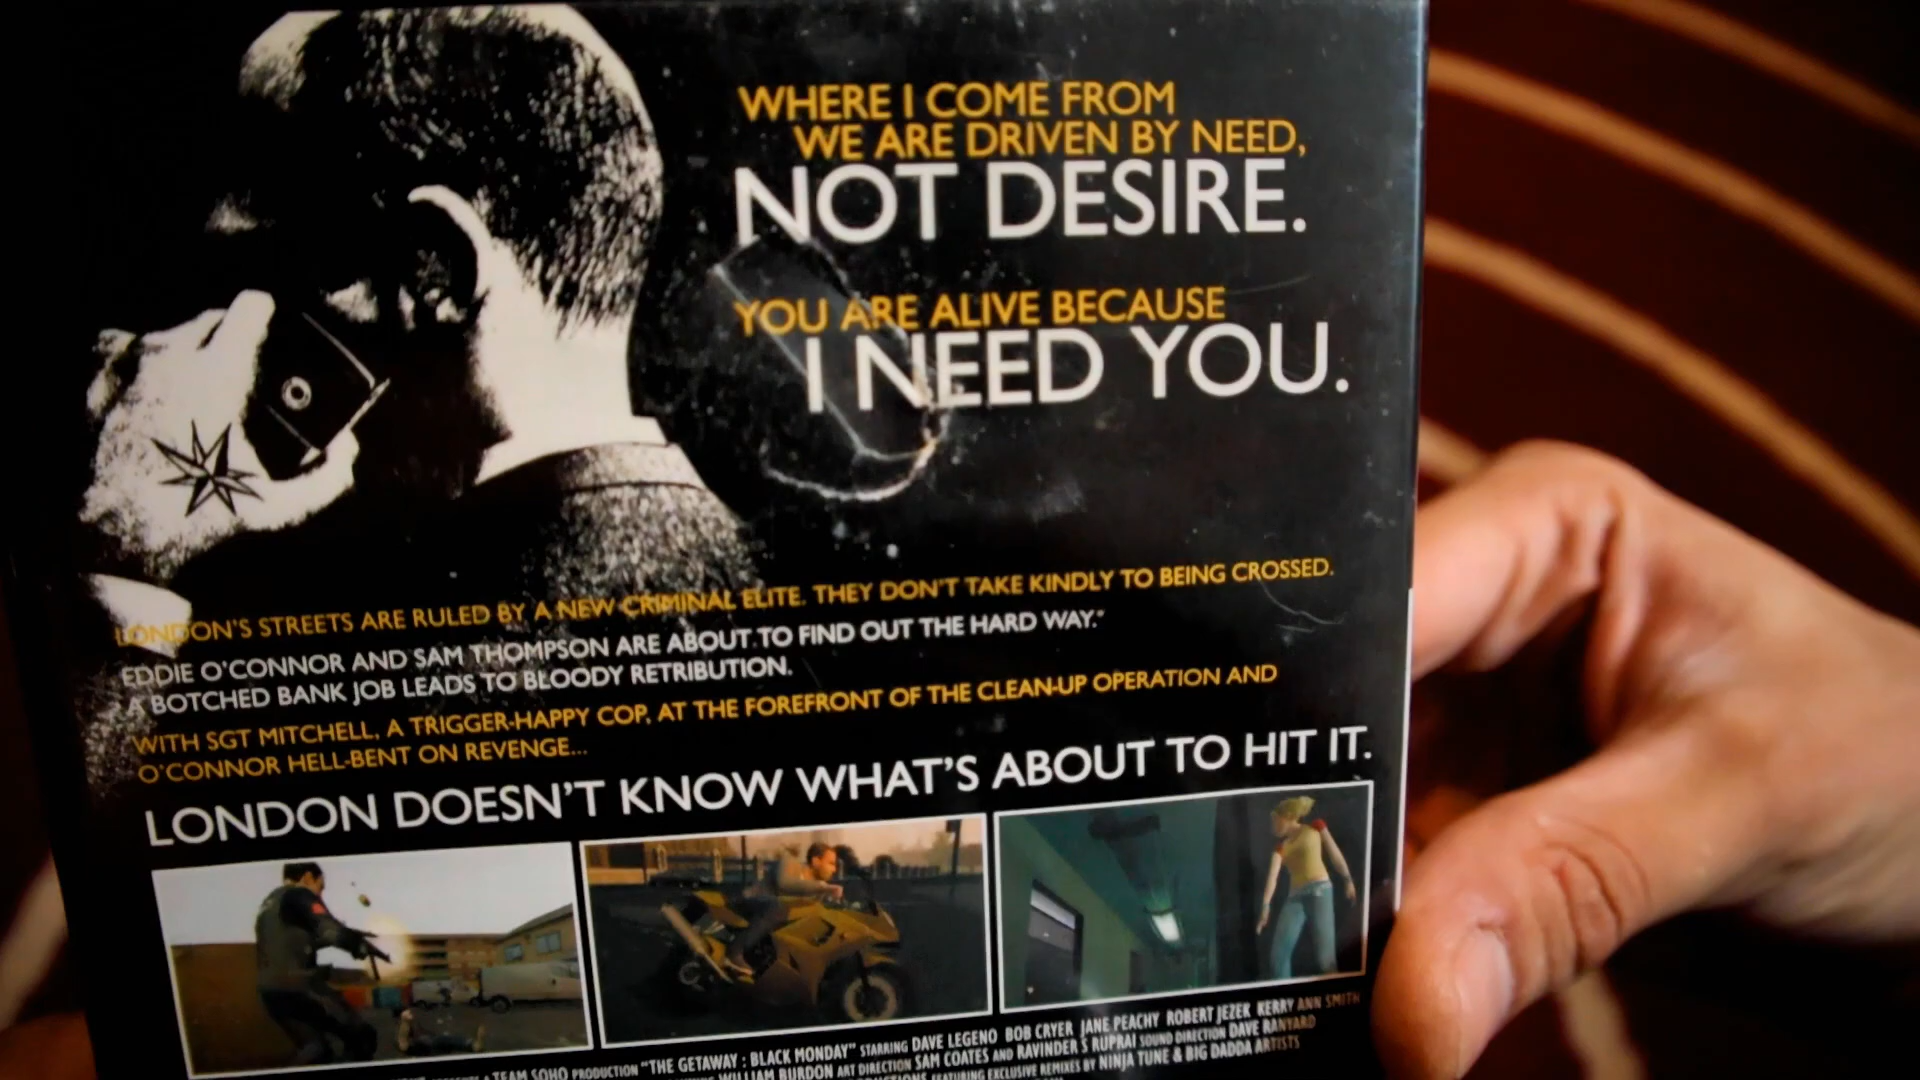 WHERE I COME FROM
WE ARE DRIVEN BY NEED,
NOT DESIRE.
YOU ARE ALIVE BECAUSE
I NEED YOU.
LONDON'S STREETS ARE RULED BY A NEW CRIMINAL ELITE. THEY DON'T TAKE KINDLY TO BEING CROSSED.
EDDIE O'CONNOR AND SAM THOMPSON ARE ABOUT TO FIND OUT THE HARD WAY."
A BOTCHED BANK JOB LEADS TO BLOODY RETRIBUTION.
WITH SGT MITCHELL, A TRIGGER-HAPPY COP, AT THE FOREFRONT OF THE CLEAN-UP OPERATION AND
O'CONNOR HELL-BENT ON REVENGE...
LONDON DOESN'T KNOW WHAT'S ABOUT TO HIT IT.
A TEAM SOHO PRODUCTION "THE GETAWAY : BLACK MONDAY" STARRING DAVE LEGENO BOB CRYER JANE PEACHY ROBERT JEZEK KERRY ANN SMITH
WILLIAM BURDON ART DIRECTION SAM COATES AND RAVINDER S RUPRAI SOUND DIRECTION DAVE RANYARD
FEATURING EXCLUSIVE REMIXES BY NINJA TUNE & BIG DADDA ARTISTS